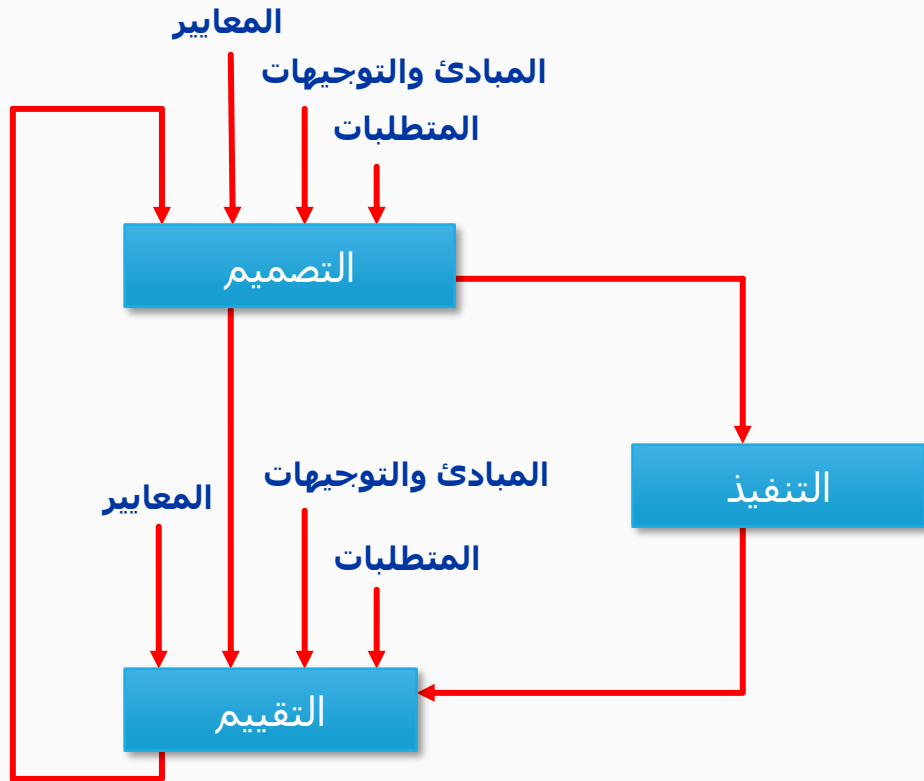 المعايير
المبادئ والتوجيهات
المتطلبات
التصميم
التنفيذ
المبادئ والتوجيهات
المعايير
المتطلبات
التقييم